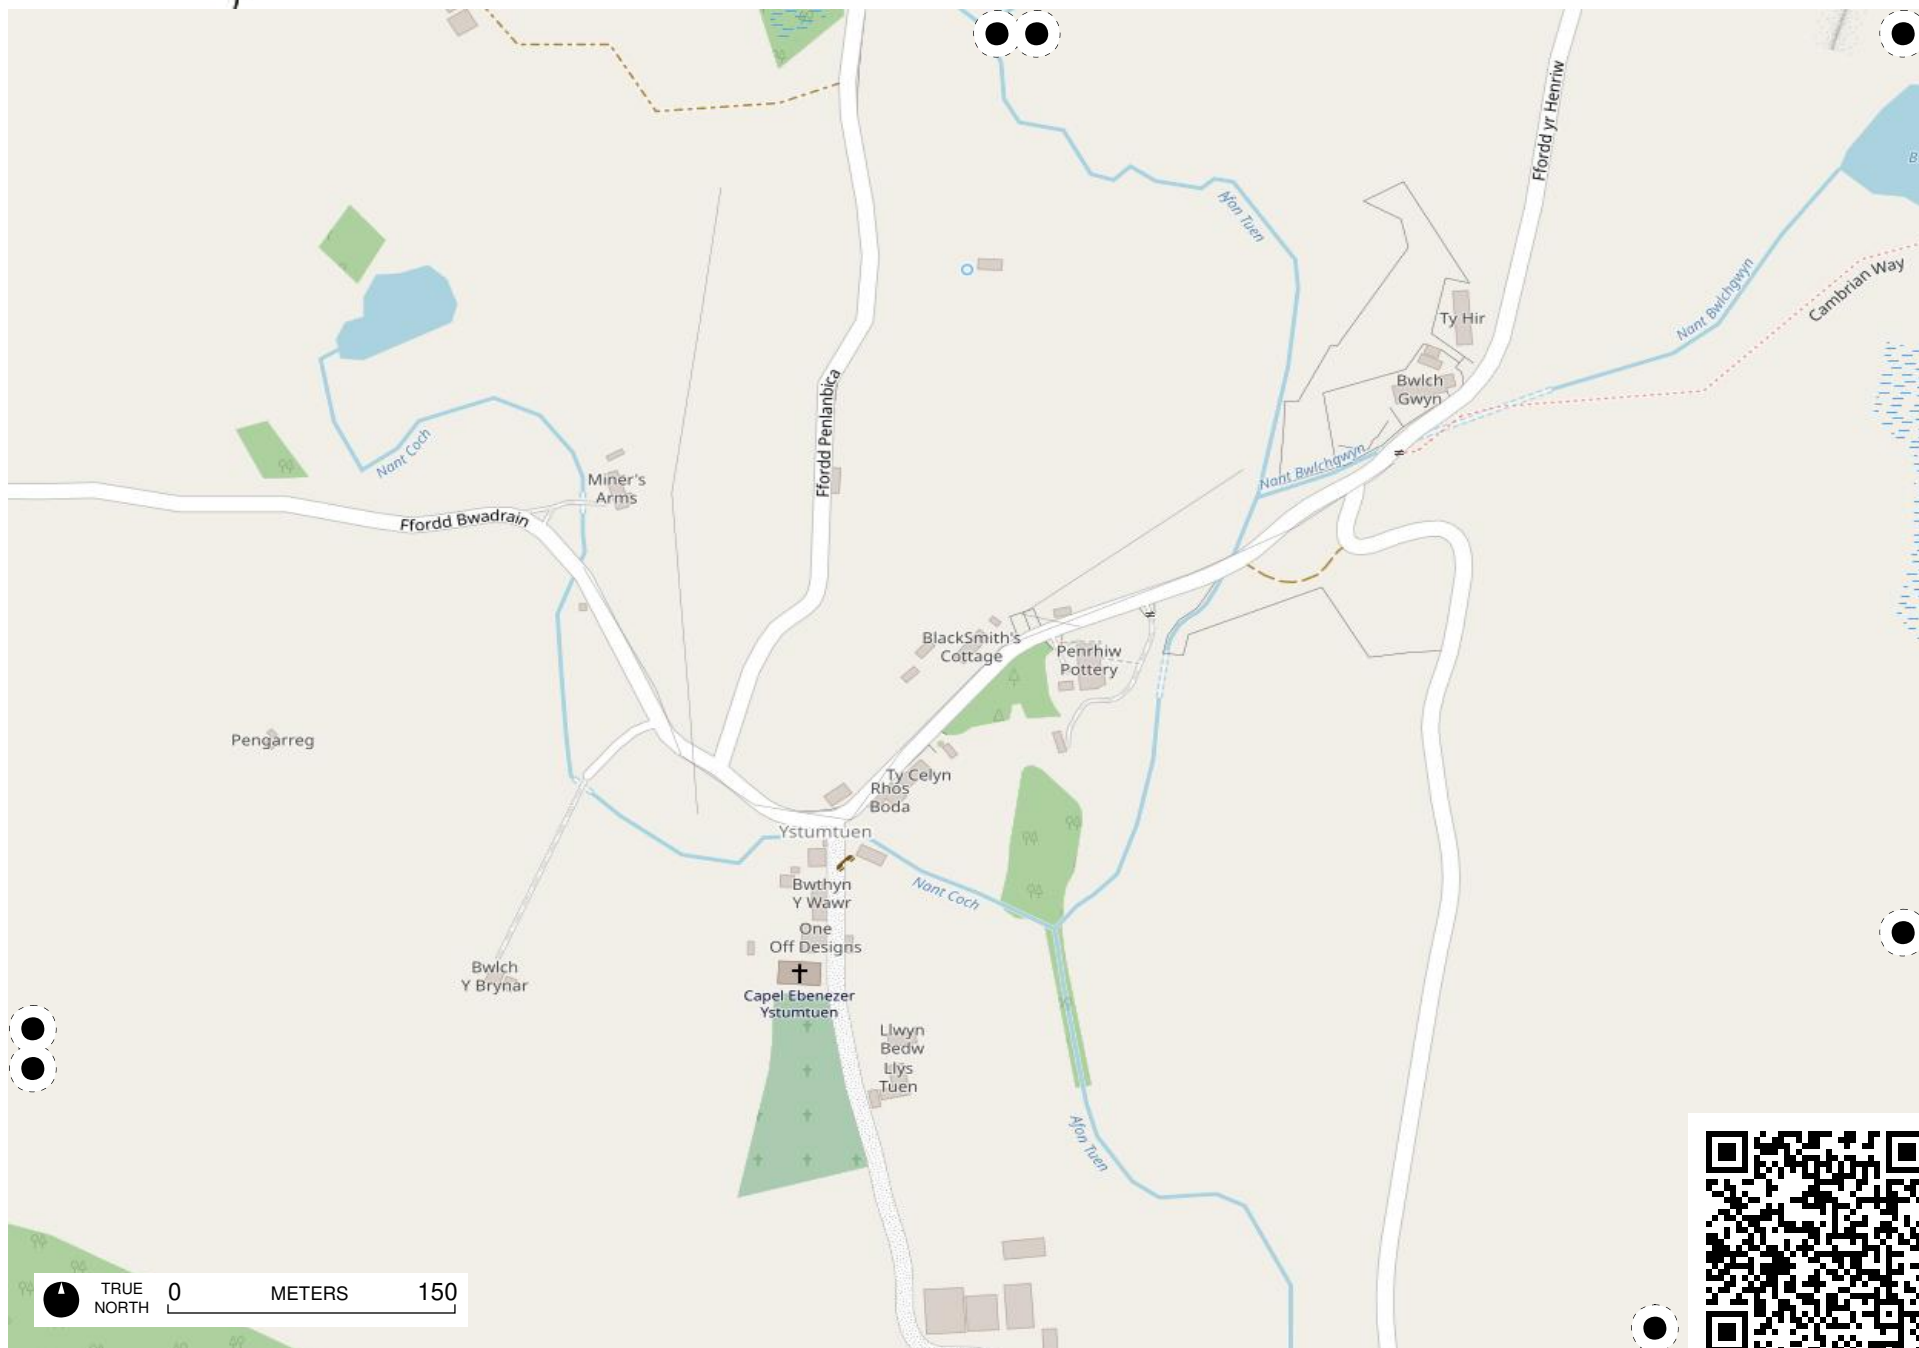 Ffordd yr Henriw
Afon Tuen
Cambrian Way
Nant Bwlchgwyn
Ty Hir
Bwlch
Gwyn
Ffordd Penlanbica
Nant Coch
Nant Bwlchgwyn
Miner's
Arms
Ffordd Bwadrain
BlackSmith's
Cottage
Penrhiw
Pottery
Pengarreg
Ty Celyn
Rhos
Boda
Ystumtuen
Bwthyn
Y Wawr
Nant Coch
One
Off Designs
Bwlch
Y Brynar
Capel Ebenezer
Ystumtuen
Llwyn
Bedw
Llys
Tuen
Afon Tuen
TRUE
NORTH
0 METERS 150